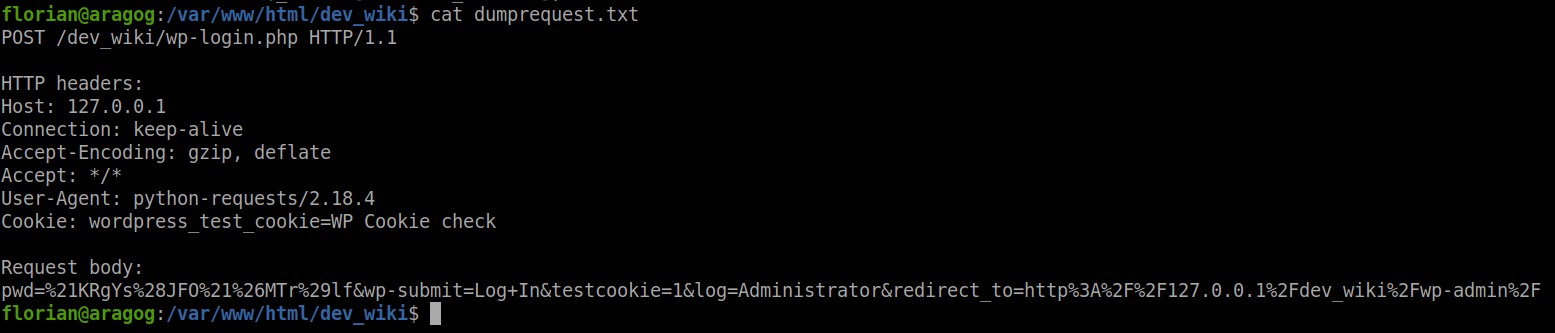 florian@aragog:/var/www/html/dev_wiki$ cat dumprequest.txt
POST /dev_wiki/wp-login.php HTTP/1.1
HTTP headers:
Host: 127.0.0.1
Connection: keep-alive
Accept-Encoding: gzip, deflate
Accept: */*
User-Agent: python-requests/2.18.4
Cookie: wordpress_test_cookie=WP Cookie check
Request body:
pwd=%21KRgYs%28JFO%21%26MTr%29lf&wp-submit=Log+In&testcookie=1&log=Administrator&redirect_to=http%3A%2F%2F127.0.0.1%2Fdev_wiki%2Fwp-admin%2F
florian@aragog:/var/www/html/dev_wiki$